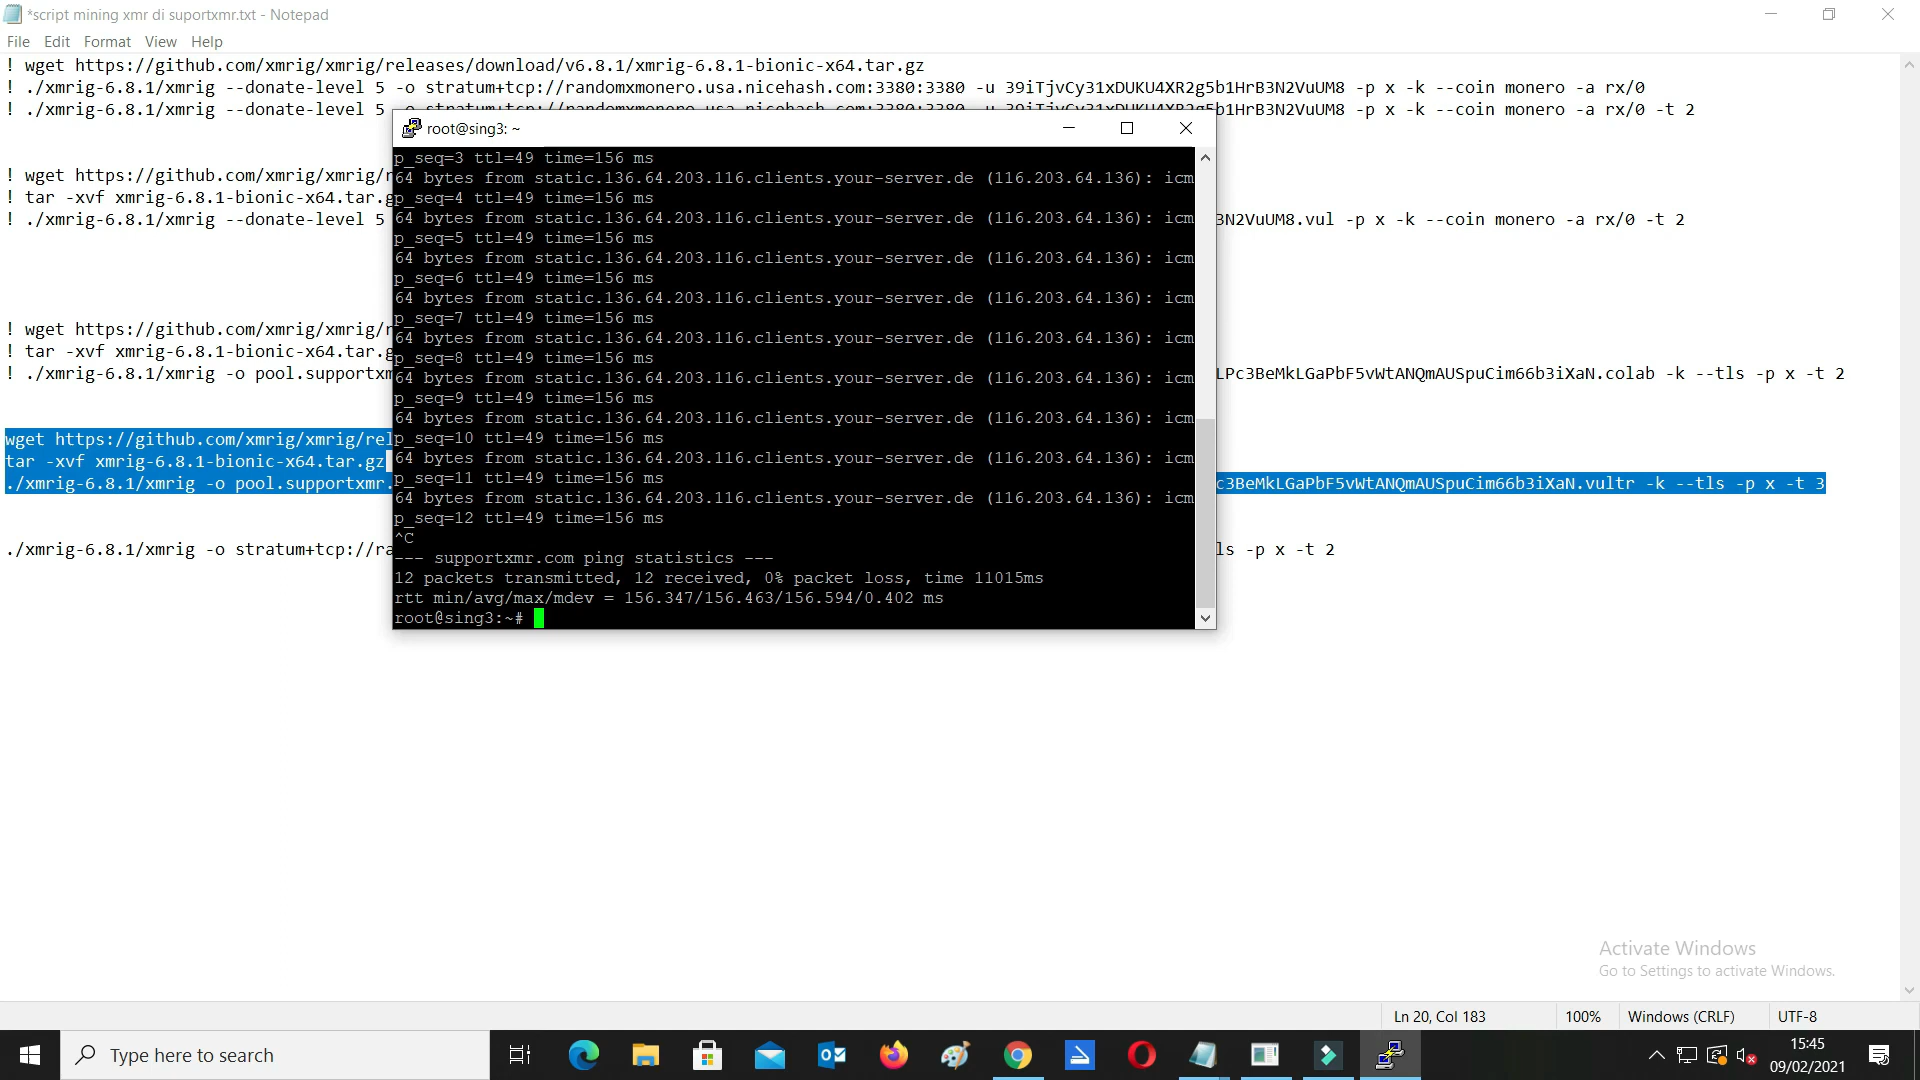 *script mining xmr di suportxmr.txt - Notepad
File Edit Format View Help
! wget https://github.com/xmrig/xmrig/releases/download/v6.8.1/xmrig-6.8.1-bionic-x64.tar.gz
! ./xmrig-6.8.1/xmrig --donate-level 5 -o stratum+tcp://randomxmonero.usa.nicehash.com:3380:3380 -u 39iTjvCy31xDUKU4XR2g5b1HrB3N2VuUM8 -p x -k --coin monero -a rx/0
! ./xmrig-6.8.1/xmrig --donate-level 5 -o stratum+tcp://randomxmonero.usa.nicehash.com:3380:3380 -u 39iTjvCy31xDUKU4XR2g5b1HrB3N2VuUM8 -p x -k --coin monero -a rx/0 -t 2
! wget https://github.com/xmrig/xmrig/r
! tar -xvf xmrig-6.8.1-bionic-x64.tar.g
! ./xmrig-6.8.1/xmrig --donate-level 5 3N2VuUM8.vul -p x -k --coin monero -a rx/0 -t 2
! wget https://github.com/xmrig/xmrig/r
! tar -xvf xmrig-6.8.1-bionic-x64.tar.g
! ./xmrig-6.8.1/xmrig -o pool.supportxm LPc3BeMkLGaPbF5vWtANQmAUSpuCim66b3iXaN.colab -k --tls -p x -t 2
wget https://github.com/xmrig/xmrig/rel
tar -xvf xmrig-6.8.1-bionic-x64.tar.gz
./xmrig-6.8.1/xmrig -o pool.supportxmr. c3BeMkLGaPbF5vWtANQmAUSpuCim66b3iXaN.vultr -k --tls -p x -t 3
./xmrig-6.8.1/xmrig -o stratum+tcp://ra ls -p x -t 2
root@sing3: ~
p_seq=3 ttl=49 time=156 ms
64 bytes from static.136.64.203.116.clients.your-server.de (116.203.64.136): icm
p_seq=4 ttl=49 time=156 ms
64 bytes from static.136.64.203.116.clients.your-server.de (116.203.64.136): icm
p_seq=5 ttl=49 time=156 ms
64 bytes from static.136.64.203.116.clients.your-server.de (116.203.64.136): icm
p_seq=6 ttl=49 time=156 ms
64 bytes from static.136.64.203.116.clients.your-server.de (116.203.64.136): icm
p_seq=7 ttl=49 time=156 ms
64 bytes from static.136.64.203.116.clients.your-server.de (116.203.64.136): icm
p_seq=8 ttl=49 time=156 ms
64 bytes from static.136.64.203.116.clients.your-server.de (116.203.64.136): icm
p_seq=9 ttl=49 time=156 ms
64 bytes from static.136.64.203.116.clients.your-server.de (116.203.64.136): icm
p_seq=10 ttl=49 time=156 ms
64 bytes from static.136.64.203.116.clients.your-server.de (116.203.64.136): icm
p_seq=11 ttl=49 time=156 ms
64 bytes from static.136.64.203.116.clients.your-server.de (116.203.64.136): icm
p_seq=12 ttl=49 time=156 ms
^C
--- supportxmr.com ping statistics ---
12 packets transmitted, 12 received, 0% packet loss, time 11015ms
rtt min/avg/max/mdev = 156.347/156.463/156.594/0.402 ms
root@sing3:~#
Activate Windows
Go to Settings to activate Windows.
Ln 20, Col 183 100% Windows (CRLF) UTF-8
Type here to search
15:45
09/02/2021